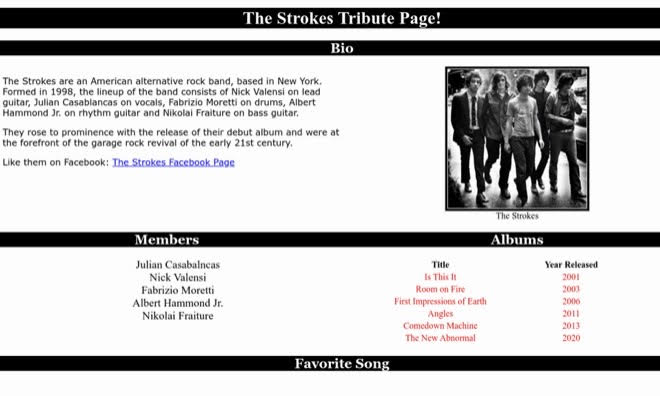 The Strokes Tribute Page!
Bio
The Strokes are an American alternative rock band, based in New York.
Formed in 1998, the lineup of the band consists of Nick Valensi on lead
guitar, Julian Casablancas on vocals, Fabrizio Moretti on drums, Albert
Hammond Jr. on rhythm guitar and Nikolai Fraiture on bass guitar.
They rose to prominence with the release of their debut album and were at
the forefront of the garage rock revival of the early 21st century.
Like them on Facebook: The Strokes Facebook Page
The Strokes
Members
Julian Casabalncas
Nick Valensi
Fabrizio Moretti
Albert Hammond Jr.
Nikolai Fraiture
Albums
Title Year Released
Is This It 2001
Room on Fire 2003
First Impressions of Earth 2006
Angles 2011
Comedown Machine 2013
The New Abnormal 2020
Favorite Song